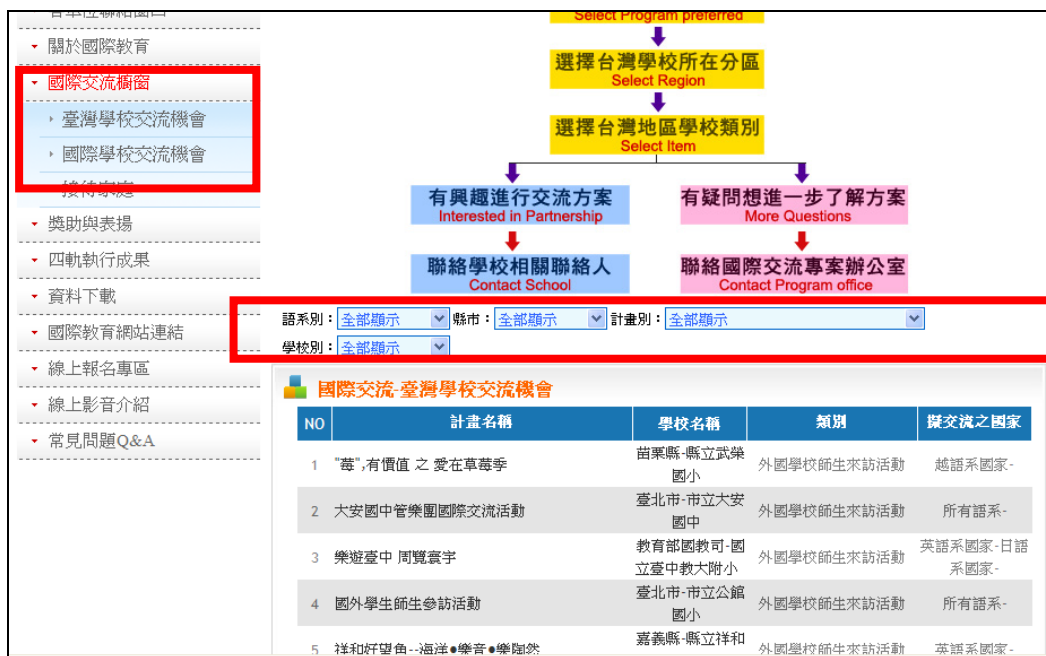 關於國際教育
國際交流櫥窗
臺灣學校交流機會
國際學校交流機會
接待家庭
獎助與表揚
四軌執行成果
資料下載
國際教育網站連結
線上報名專區
線上影音介紹
常見問題Q&A
Select Program preferred
選擇台灣學校所在分區
Select Region
選擇台灣地區學校類別
Select Item
有興趣進行交流方案
Interested in Partnership
有疑問想進一步了解方案
More Questions
聯絡學校相關聯絡人
Contact School
聯絡國際交流專案辦公室
Contact Program office
語系別：全部顯示 縣市：全部顯示 計畫別：全部顯示
學校別：全部顯示
國際交流-臺灣學校交流機會
NO 計畫名稱 學校名稱 類別 擬交流之國家
1 "莓",有價值 之 愛在草莓季 苗栗縣-縣立武榮國小 外國學校師生來訪活動 越語系國家-
2 大安國中管樂團國際交流活動 臺北市-市立大安國中 外國學校師生來訪活動 所有語系-
3 樂遊臺中 周覽寰宇 教育部國教司-國立臺中教大附小 外國學校師生來訪活動 英語系國家-日語系國家-
4 國外學生師生參訪活動 臺北市-市立公館國小 外國學校師生來訪活動 所有語系-
5 祥和好望角--海洋●樂音●樂陶然 嘉義縣-縣立祥和 外國學校師生來訪活動 英語系國家-